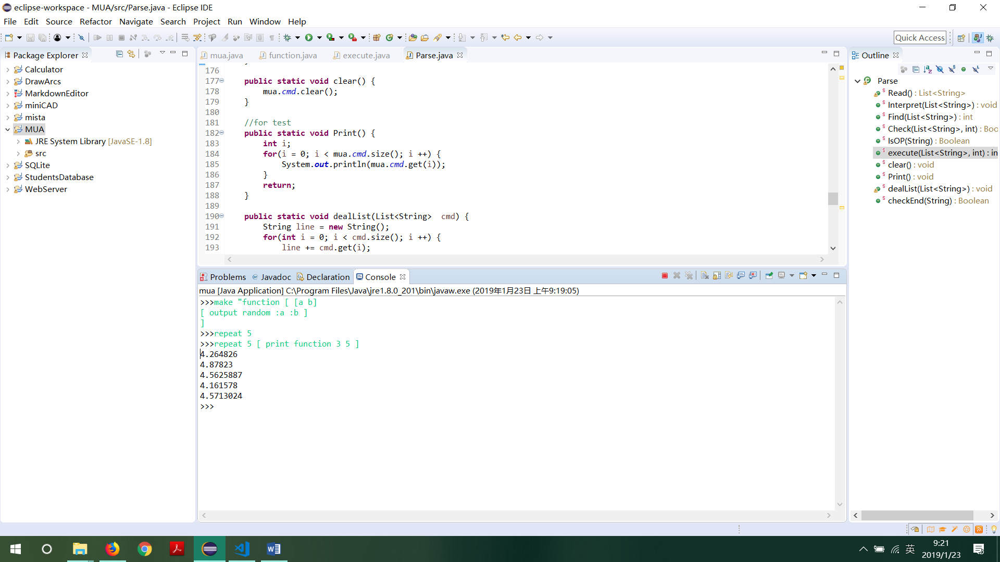 eclipse-workspace - MUA/src/Parse.java - Eclipse IDE
File Edit Source Refactor Navigate Search Project Run Window Help
Quick Access
Package Explorer
Calculator
DrawArcs
MarkdownEditor
miniCAD
mista
MUA
JRE System Library [JavaSE-1.8]
src
SQLite
StudentsDatabase
WebServer
mua.java function.java execute.java Parse.java
176
177 public static void clear() {
178 mua.cmd.clear();
179 }
180
181 //for test
182 public static void Print() {
183 int i;
184 for(i = 0; i < mua.cmd.size(); i ++) {
185 System.out.println(mua.cmd.get(i));
186 }
187 return;
188 }
189
190 public static void dealList(List<String>  cmd) {
191 String line = new String();
192 for(int i = 0; i < cmd.size(); i ++) {
193 line += cmd.get(i);
Problems @ Javadoc Declaration Console
mua [Java Application] C:\Program Files\Java\jre1.8.0_201\bin\javaw.exe (2019年1月23日 上午9:19:05)
>>>make "function [ [a b]
[ output random :a :b ]
]
>>>repeat 5
>>>repeat 5 [ print function 3 5 ]
4.264826
4.87823
4.5625887
4.161578
4.5713024
>>>
Outline
Parse
Read() : List<String>
Interpret(List<String>) : void
Find(List<String>) : int
Check(List<String>, int) : Boo
IsOP(String) : Boolean
execute(List<String>, int) : in
clear() : void
Print() : void
dealList(List<String>) : void
checkEnd(String) : Boolean
英
9:21
2019/1/23